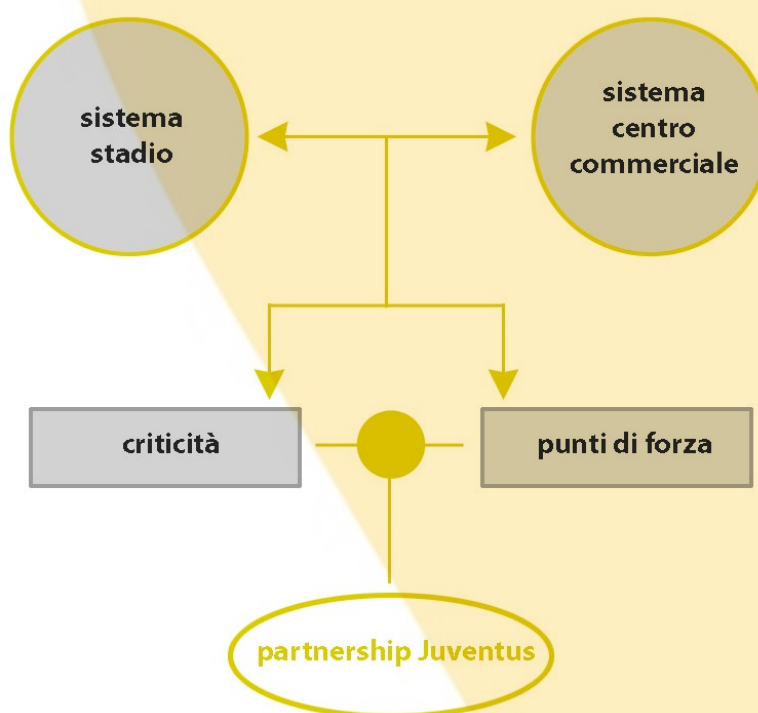 sistema
stadio
sistema
centro
commerciale
criticità
punti di forza
partnership Juventus